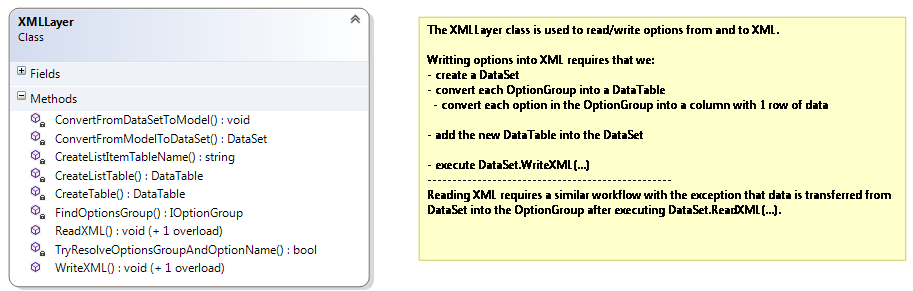 XMLLayer
Class
Fields
Methods
ConvertFromDataSetToModel() : void
ConvertFromModelToDataSet() : DataSet
CreateListItemTableName() : string
CreateListTable() : DataTable
CreateTable() : DataTable
FindOptionsGroup() : IOptionGroup
ReadXML() : void (+ 1 overload)
TryResolveOptionsGroupAndOptionName() : bool
WriteXML() : void (+ 1 overload)
The XMLLayer class is used to read/write options from and to XML.
Writting options into XML requires that we:
- create a DataSet
- convert each OptionGroup into a DataTable
- convert each option in the OptionGroup into a column with 1 row of data
- add the new DataTable into the DataSet
- execute DataSet.WriteXML(...)
-----------------------------------------------------
Reading XML requires a similar workflow with the exception that data is transferred from
DataSet into the OptionGroup after executing DataSet.ReadXML(...).